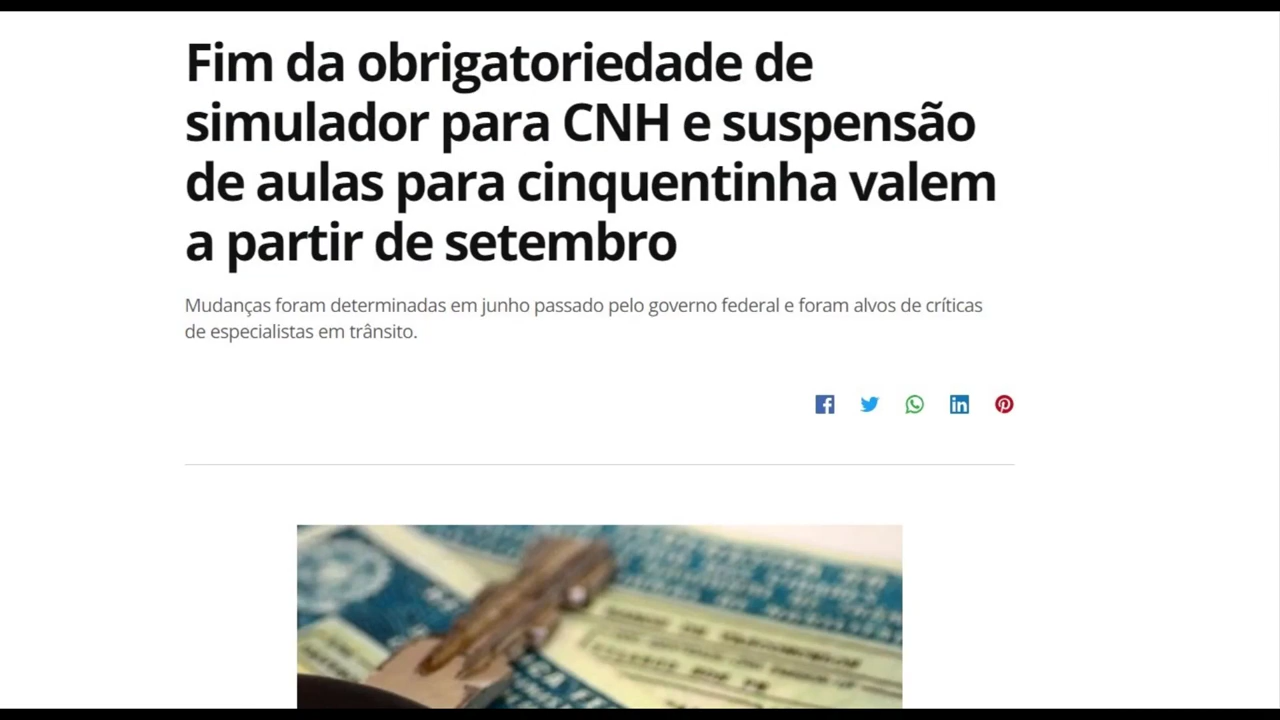 Fim da obrigatoriedade de
simulador para CNH e suspensão
de aulas para cinquentinha valem
a partir de setembro
Mudanças foram determinadas em junho passado pelo governo federal e foram alvos de críticas
de especialistas em trânsito.